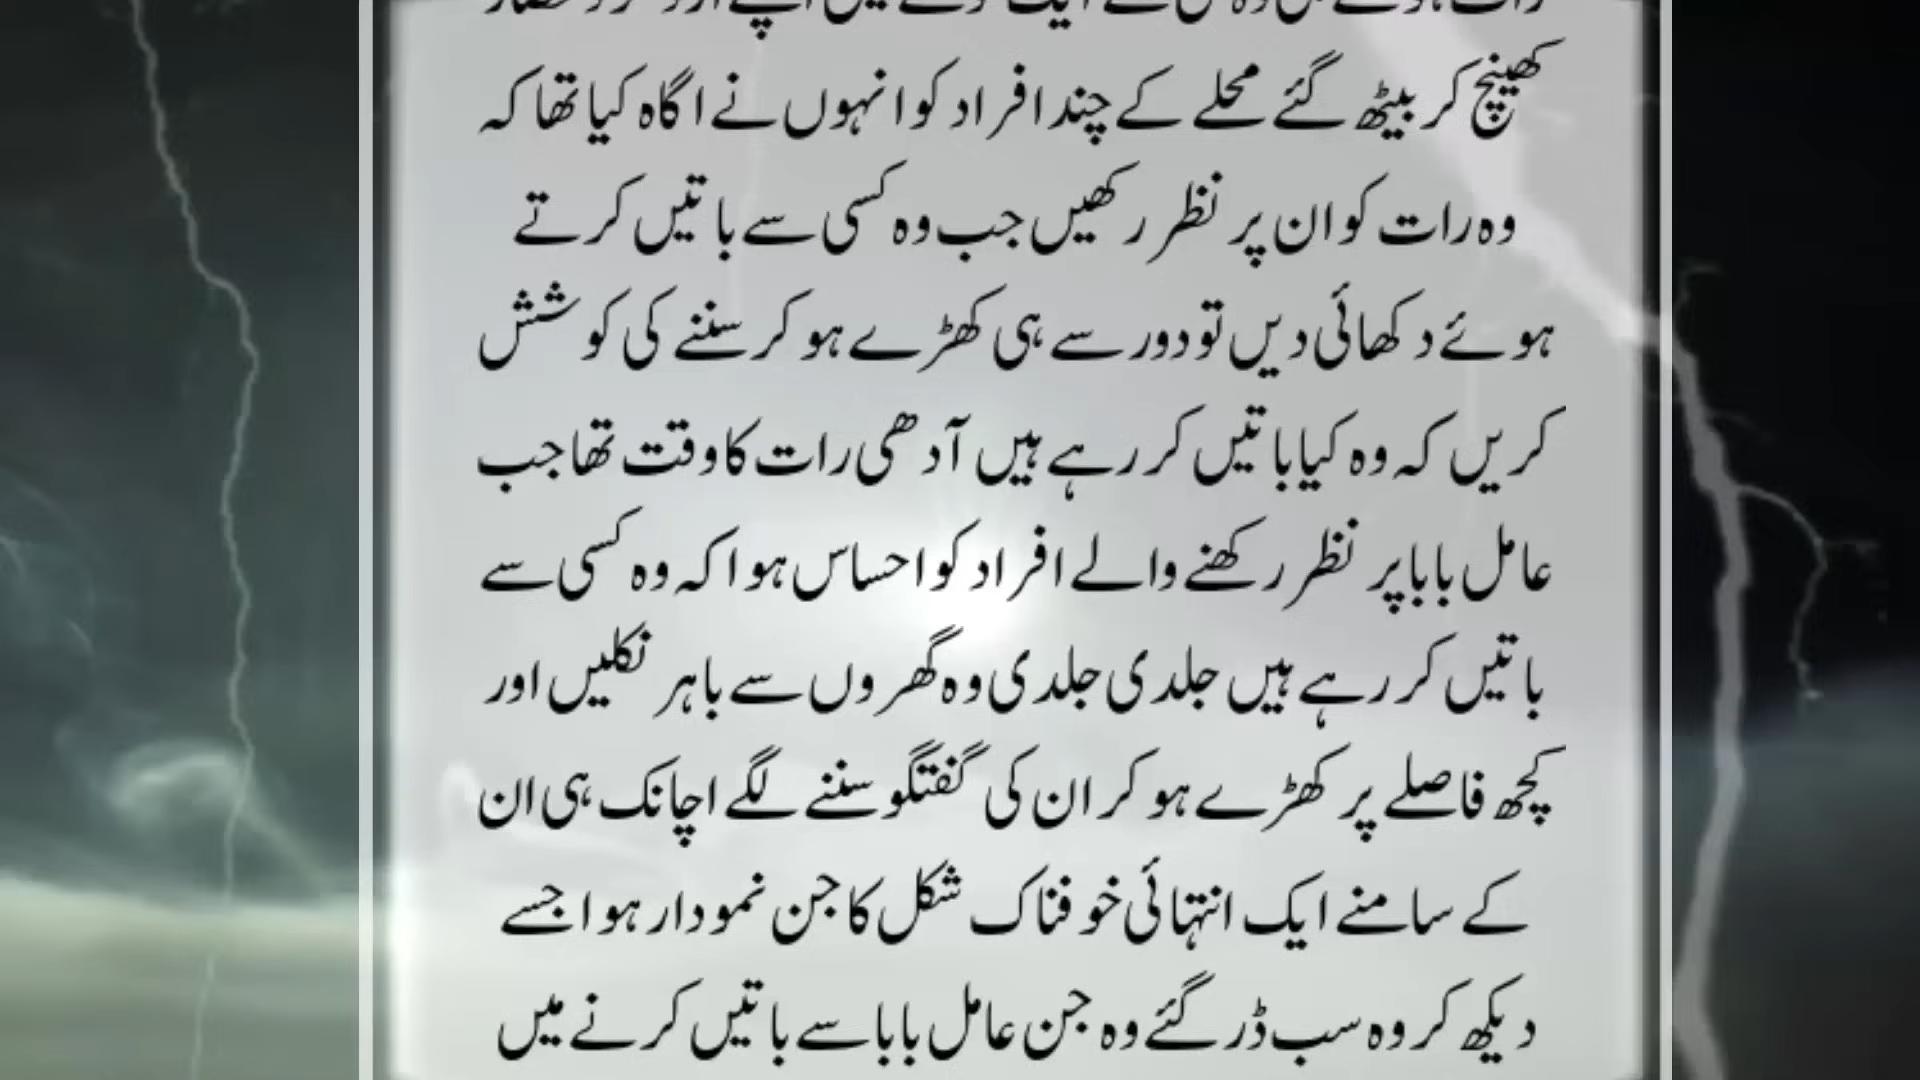 کھینچ کر بیٹھ گئے محلے کے چند افراد کو انہوں نے اگاہ کیا تھا کہ
وہ رات کو ان پر نظر رکھیں جب وہ کسی سے باتیں کرتے
ہوئے دکھائی دیں تو دور سے ہی کھڑے ہو کر سننے کی کوشش
کریں کہ وہ کیا باتیں کر رہے ہیں آدھی رات کا وقت تھا جب
عامل بابا پر نظر رکھنے والے افراد کو احساس ہوا کہ وہ کسی سے
باتیں کر رہے ہیں جلدی جلدی وہ گھروں سے باہر نکلیں اور
کچھ فاصلے پر کھڑے ہو کر ان کی گفتگو سننے لگے اچانک ہی ان
کے سامنے ایک انتہائی خوفناک شکل کا جن نمودار ہوا جسے
دیکھ کر وہ سب ڈر گئے وہ جن عامل بابا سے باتیں کرنے میں